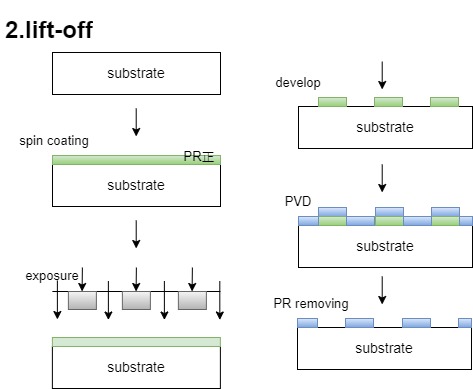 2.lift-off
substrate
spin coating
PR正
substrate
exposure
substrate
develop
substrate
PVD
substrate
PR removing
substrate